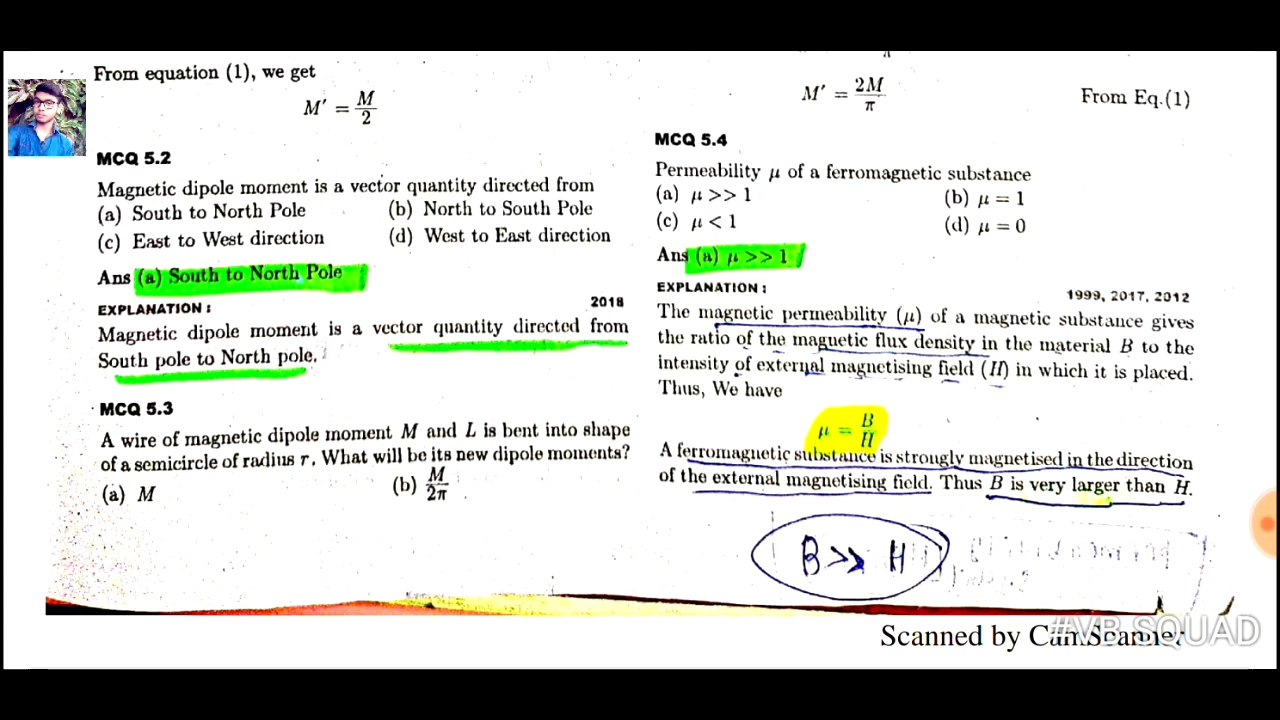 From equation (1), we get
M′ = M/2
MCQ 5.2
Magnetic dipole moment is a vector quantity directed from
(a) South to North Pole (b) North to South Pole
(c) East to West direction (d) West to East direction
Ans (a) South to North Pole
EXPLANATION : 2018
Magnetic dipole moment is a vector quantity directed from
South pole to North pole.
MCQ 5.3
A wire of magnetic dipole moment M and L is bent into shape
of a semicircle of radius r. What will be its new dipole moments?
(a) M (b) M/2π
π
M′ = 2M/π From Eq.(1)
MCQ 5.4
Permeability μ of a ferromagnetic substance
(a) μ >> 1 (b) μ = 1
(c) μ < 1 (d) μ = 0
Ans (a) μ >> 1
EXPLANATION : 1999, 2017, 2012
The magnetic permeability (μ) of a magnetic substance gives
the ratio of the magnetic flux density in the material B to the
intensity of external magnetising field (H) in which it is placed.
Thus, We have
μ = B/H
A ferromagnetic substance is strongly magnetised in the direction
of the external magnetising field. Thus B is very larger than H.
B >> H
Scanned by CamScanner
#VB SQUAD